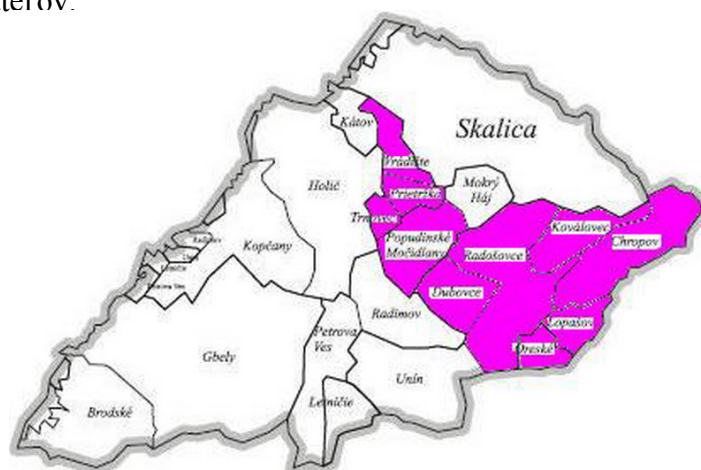 Skalica
Kátov
Vrádište
Mokrý
Háj
Prietržka
Holíč
Trnovec
Koválovec
Chropov
Popudinské
Močidľany
Radošovce
Kopčany
Dubovce
Radimov
Lopašov
Petrova
Ves
Oreské
Gbely
Unín
Letničie
Brodské